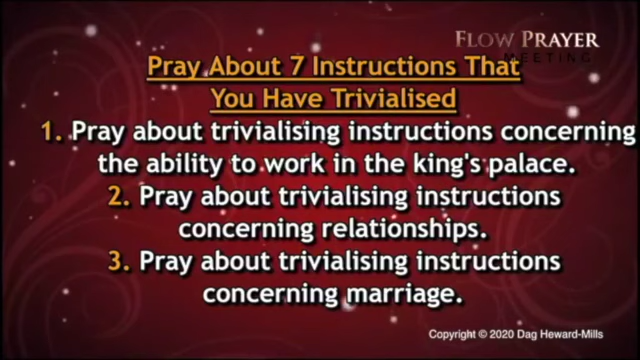 FLOW PRAYER
MEETING
Pray About 7 Instructions That
You Have Trivialised
1. Pray about trivialising instructions concerning
the ability to work in the king's palace.
2. Pray about trivialising instructions
concerning relationships.
3. Pray about trivialising instructions
concerning marriage.
Copyright © 2020 Dag Heward-Mills